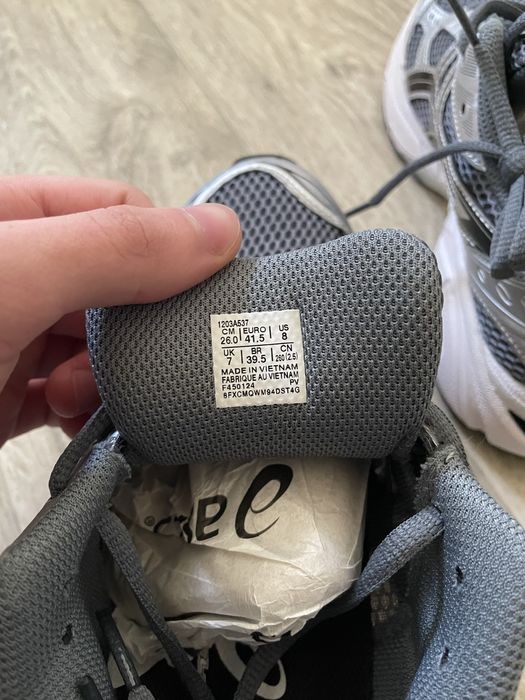 1203A537
CM EURO US
26.0 41.5 8
UK BR CN
7 39.5 260(2.5)
MADE IN VIETNAM
FABRIQUE AU VIETNAM
F450124 PV
8FXCMQWM94DST4G